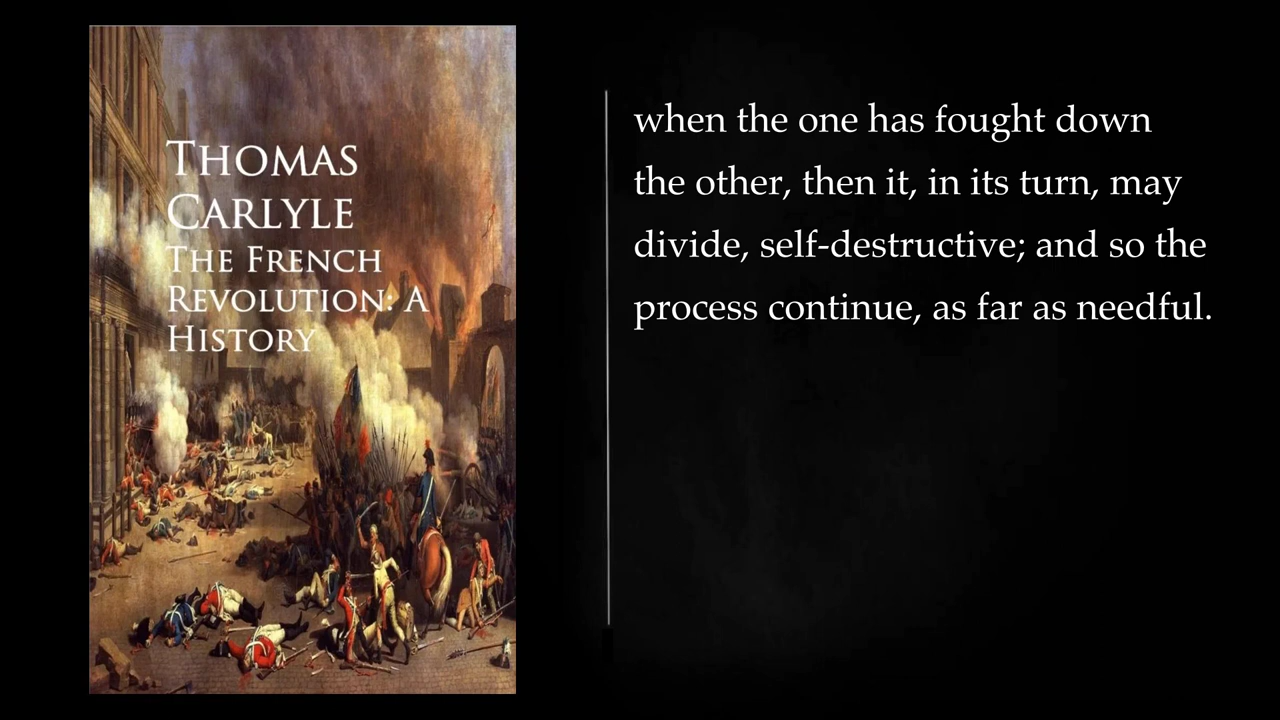 THOMAS
CARLYLE
THE FRENCH
REVOLUTION: A
HISTORY
when the one has fought down
the other, then it, in its turn, may
divide, self-destructive; and so the
process continue, as far as needful.